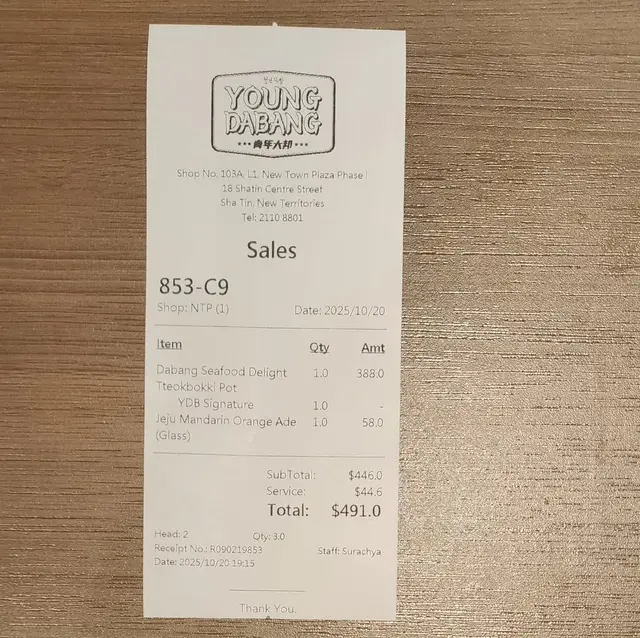 YOUNG
DABANG
青年大邦
Shop No. 103A, L1, New Town Plaza Phase I
18 Shatin Centre Street
Sha Tin, New Territories
Tel: 2110 8801
Sales
853-C9
Shop: NTP (1) Date: 2025/10/20
Item Qty Amt
Dabang Seafood Delight 1.0 388.0
Tteokbokki Pot
YDB Signature 1.0 -
Jeju Mandarin Orange Ade 1.0 58.0
(Glass)
SubTotal: $446.0
Service: $44.6
Total: $491.0
Head: 2 Qty: 3.0
Receipt No.: R090219853 Staff: Surachya
Date: 2025/10/20 19:15
Thank You.